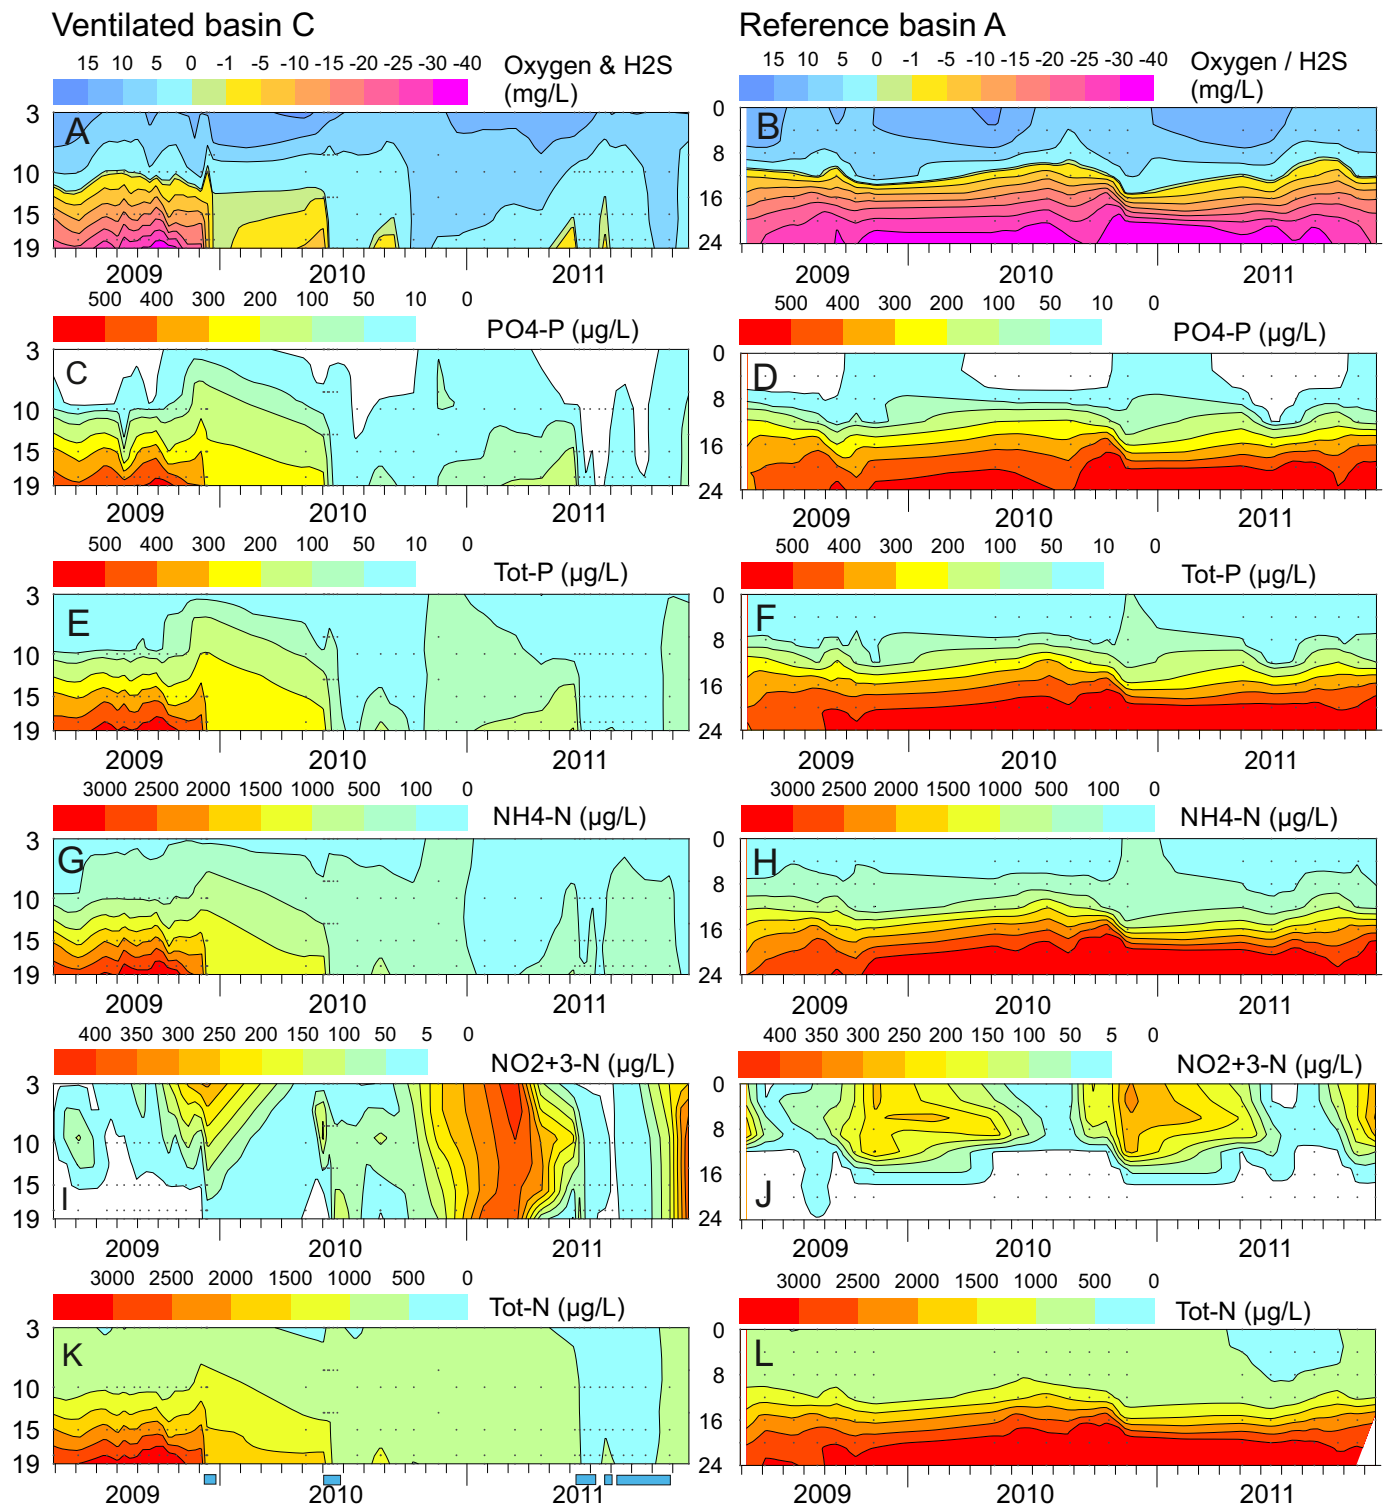 Ventilated basin C
Reference basin A
15 10 5 0 -1 -5 -10 -15 -20 -25 -30 -40
Oxygen & H2S
(mg/L)
15 10 5 0 -1 -5 -10 -15 -20 -25 -30 -40
Oxygen / H2S
(mg/L)
A
3
10
15
19
2009 2010 2011
B
0
8
16
24
2009 2010 2011
500 400 300 200 100 50 10 0
PO4-P (µg/L)
500 400 300 200 100 50 10 0
PO4-P (µg/L)
C
3
10
15
19
2009 2010 2011
D
0
8
16
24
2009 2010 2011
500 400 300 200 100 50 10 0
Tot-P (µg/L)
500 400 300 200 100 50 10 0
Tot-P (µg/L)
E
3
10
15
19
2009 2010 2011
F
0
8
16
24
2009 2010 2011
3000 2500 2000 1500 1000 500 100 0
NH4-N (µg/L)
3000 2500 2000 1500 1000 500 100 0
NH4-N (µg/L)
G
3
10
15
19
2009 2010 2011
H
0
8
16
24
2009 2010 2011
400 350 300 250 200 150 100 50 5 0
NO2+3-N (µg/L)
400 350 300 250 200 150 100 50 5 0
NO2+3-N (µg/L)
I
3
10
15
19
2009 2010 2011
J
0
8
16
24
2009 2010 2011
3000 2500 2000 1500 1000 500 0
Tot-N (µg/L)
3000 2500 2000 1500 1000 500 0
Tot-N (µg/L)
K
3
10
15
19
2009 2010 2011
L
0
8
16
24
2009 2010 2011